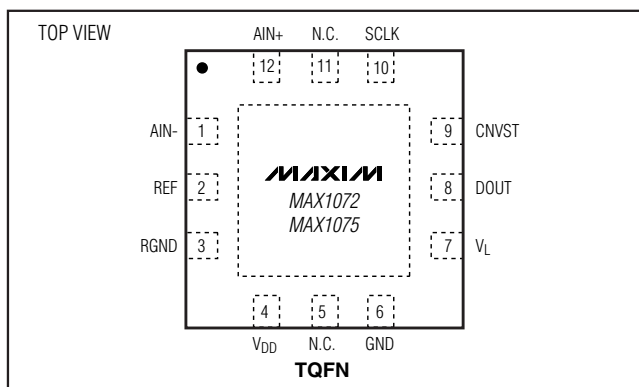 TOP VIEW
AIN+ N.C. SCLK
12 11 10
AIN- 1
9 CNVST
REF 2
8 DOUT
RGND 3
7 VL
MAXIM
MAX1072
MAX1075
4 5 6
VDD N.C. GND
TQFN